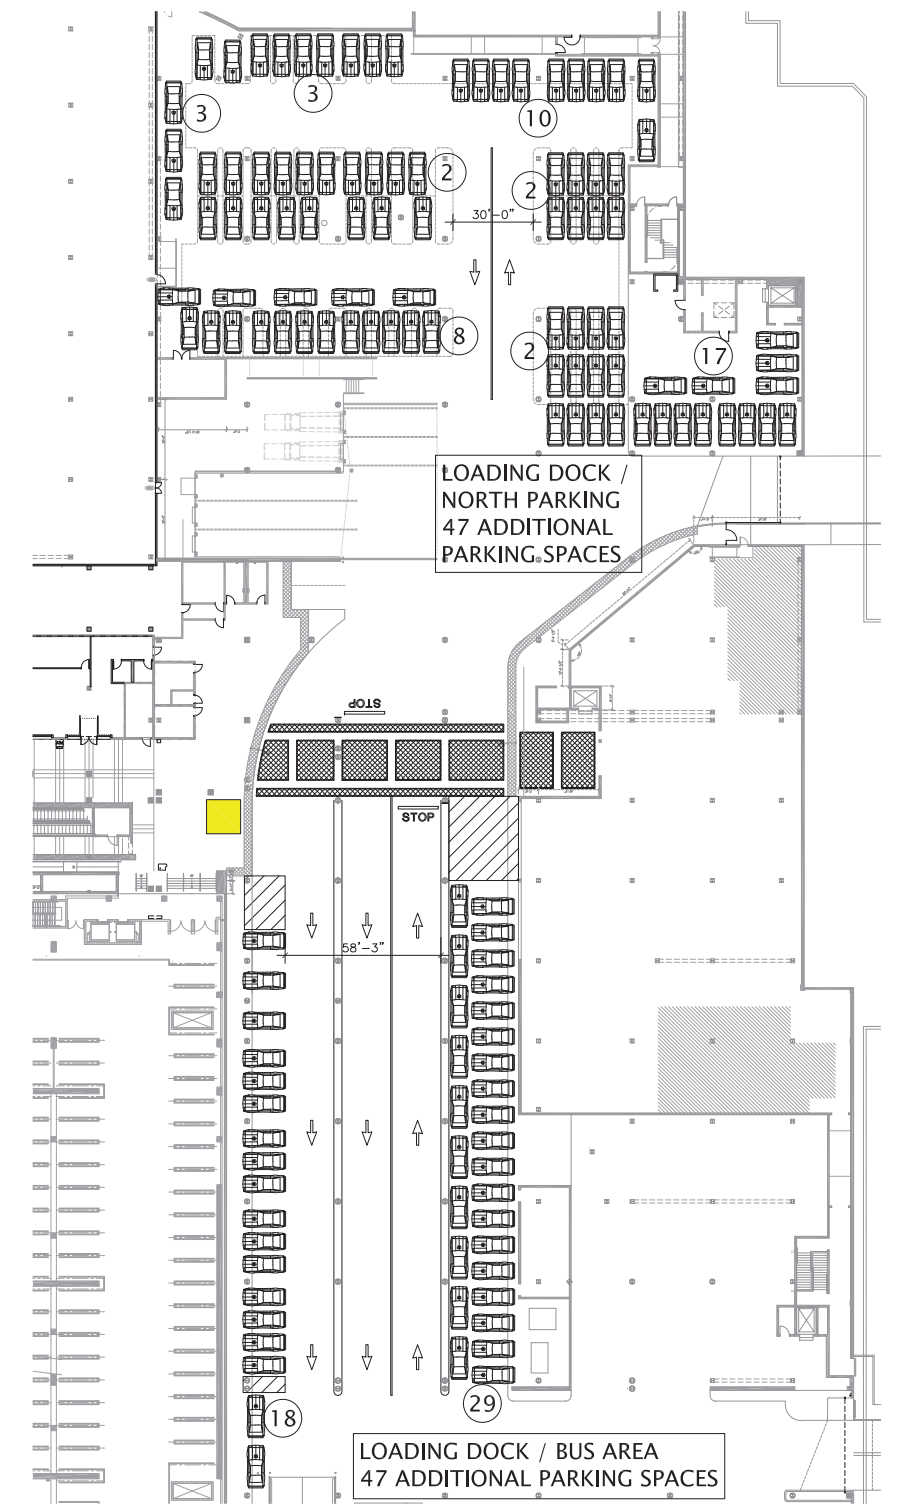 3
3
10
2
2
30'-0"
8
2
17
LOADING DOCK /
NORTH PARKING
47 ADDITIONAL
PARKING SPACES
STOP
STOP
58'-3"
18
29
LOADING DOCK / BUS AREA
47 ADDITIONAL PARKING SPACES